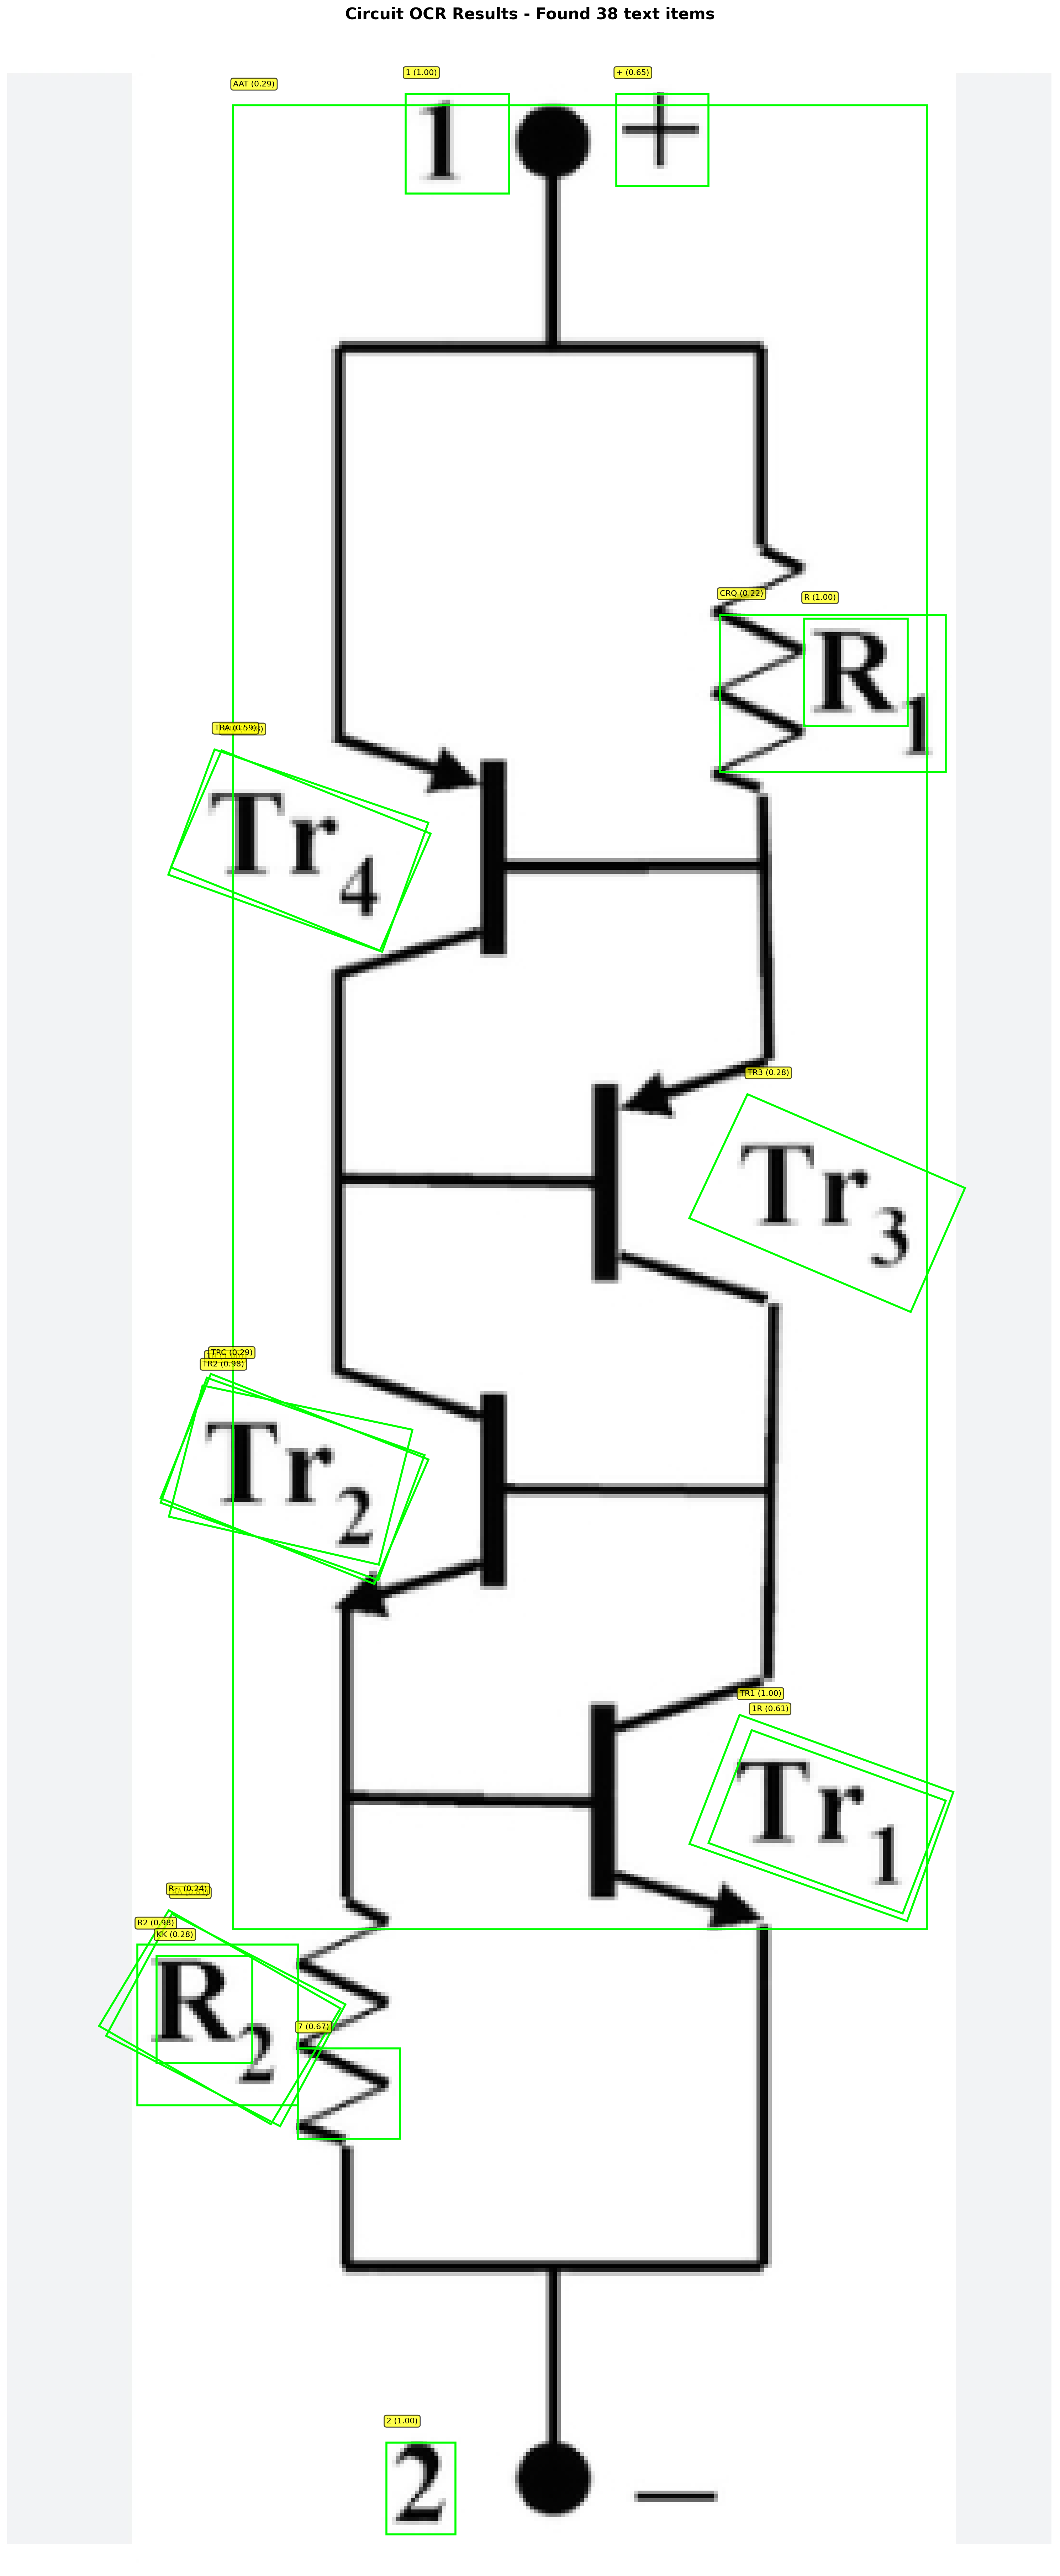 Circuit OCR Results - Found 38 text items
AAT (0.29)
1 (1.00)
+ (0.65)
1 +
CRQ (0.22)
R (1.00)
R1
TRA (0.59)
Tr4
TR3 (0.28)
Tr3
TRC (0.29)
TR2 (0.98)
Tr2
TR1 (1.00)
1R (0.61)
Tr1
R2 (0.98)
KK (0.28)
R2
7 (0.67)
2 (1.00)
2 −